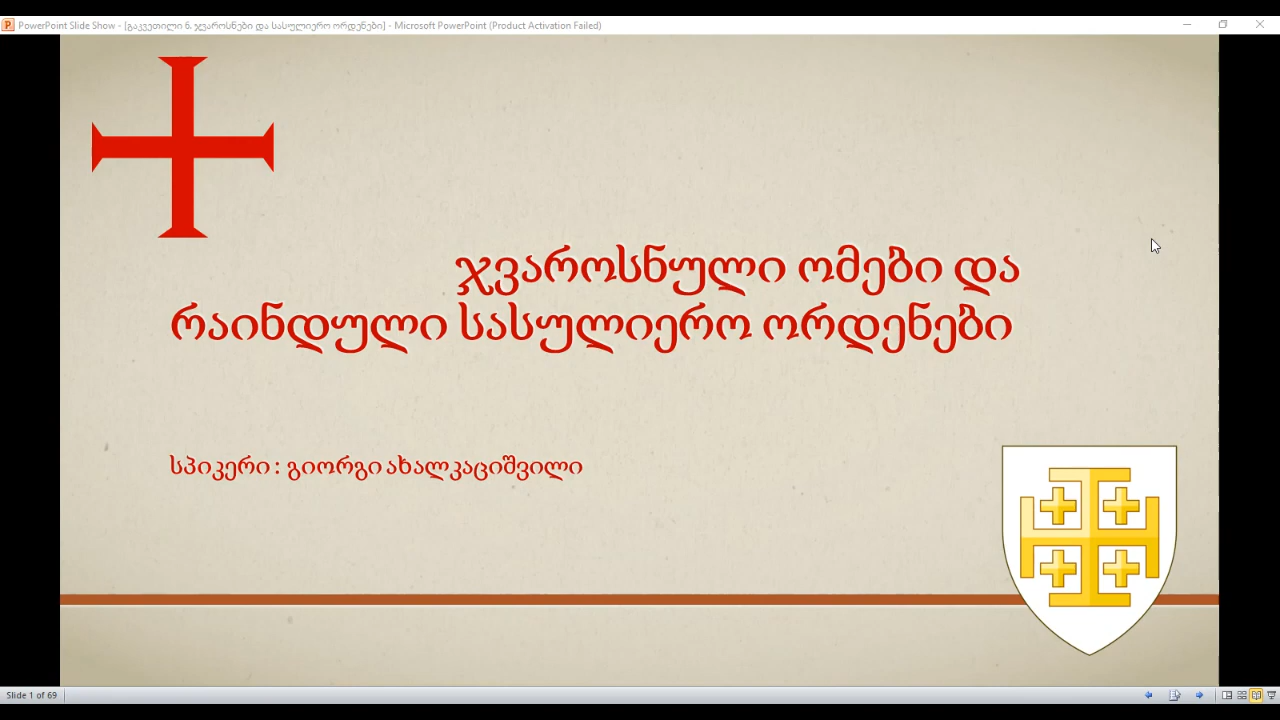 PowerPoint Slide Show - [გაკვეთილი 6. ჯვაროსნები და სასულიერო ორდენები] - Microsoft PowerPoint (Product Activation Failed)
ჯვაროსნული ომები და
რაინდული სასულიერო ორდენები
სპიკერი : გიორგი ახალკაციშვილი
Slide 1 of 69